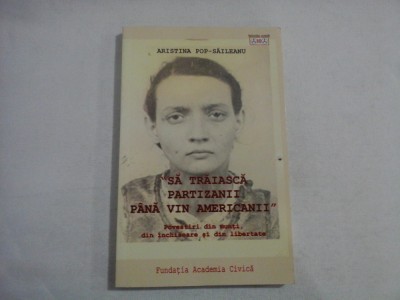 ARISTINA POP-SĂILEANU
"SĂ TRĂIASCĂ
PARTIZANII
PÂNĂ VIN AMERICANII"
Povestiri din munți,
din închisoare și din libertate
Fundația Academia Civică